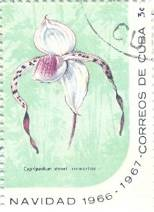 3c
CORREOS DE CUBA
Cypripedium stonei
NAVIDAD 1966-1967